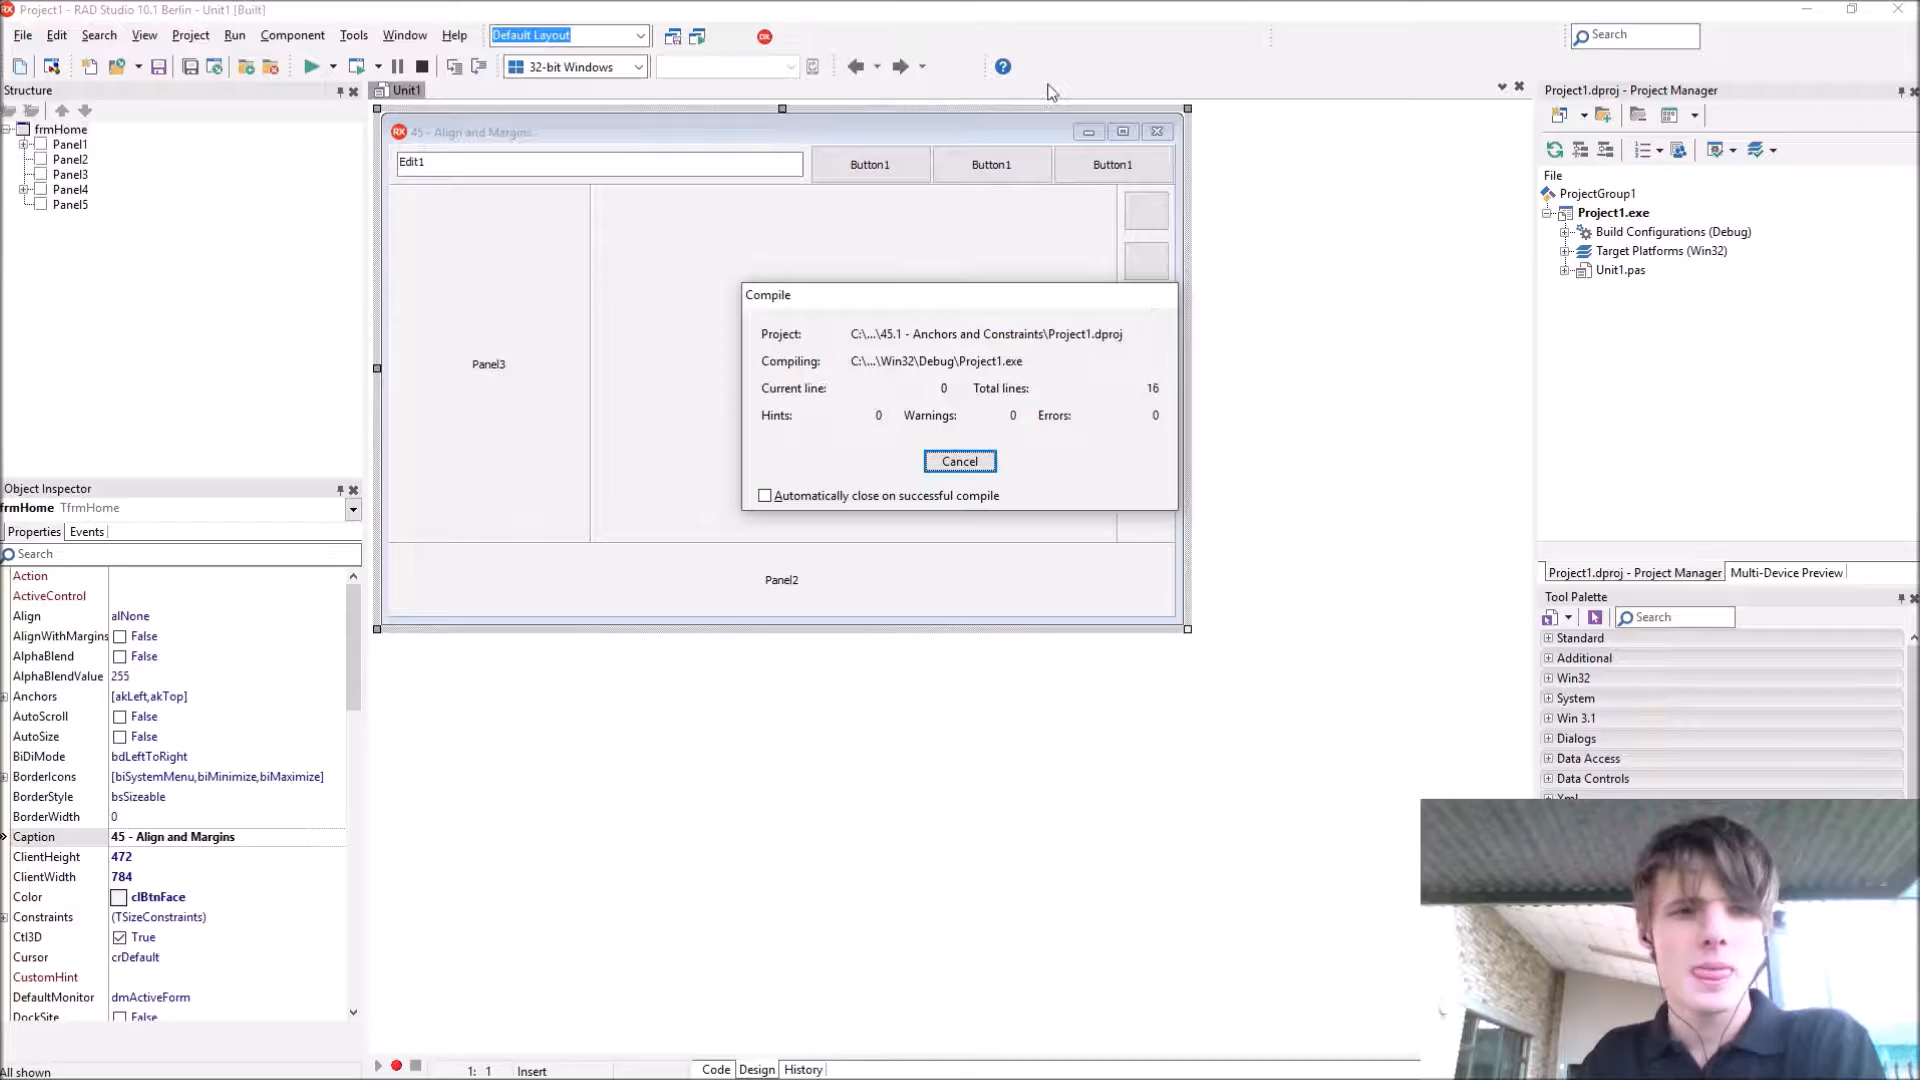 Project1 - RAD Studio 10.1 Berlin - Unit1 [Built]
File Edit Search View Project Run Component Tools Window Help Default Layout
Search
32-bit Windows
Structure
frmHome
Panel1
Panel2
Panel3
Panel4
Panel5
Unit1
45 - Align and Margins
Edit1
Button1
Button1
Button1
Panel3
Panel2
Compile
Project: C:\...\45.1 - Anchors and Constraints\Project1.dproj
Compiling: C:\...\Win32\Debug\Project1.exe
Current line: 0 Total lines: 16
Hints: 0 Warnings: 0 Errors: 0
Cancel
Automatically close on successful compile
Object Inspector
frmHome TfrmHome
Properties Events
Search
Action
ActiveControl
Align alNone
AlignWithMargins False
AlphaBlend False
AlphaBlendValue 255
Anchors [akLeft,akTop]
AutoScroll False
AutoSize False
BiDiMode bdLeftToRight
BorderIcons [biSystemMenu,biMinimize,biMaximize]
BorderStyle bsSizeable
BorderWidth 0
Caption 45 - Align and Margins
ClientHeight 472
ClientWidth 784
Color clBtnFace
Constraints (TSizeConstraints)
Ctl3D True
Cursor crDefault
CustomHint
DefaultMonitor dmActiveForm
DockSite False
All shown
1: 1 Insert
Code Design History
Project1.dproj - Project Manager
File
ProjectGroup1
Project1.exe
Build Configurations (Debug)
Target Platforms (Win32)
Unit1.pas
Project1.dproj - Project Manager Multi-Device Preview
Tool Palette
Search
Standard
Additional
Win32
System
Win 3.1
Dialogs
Data Access
Data Controls